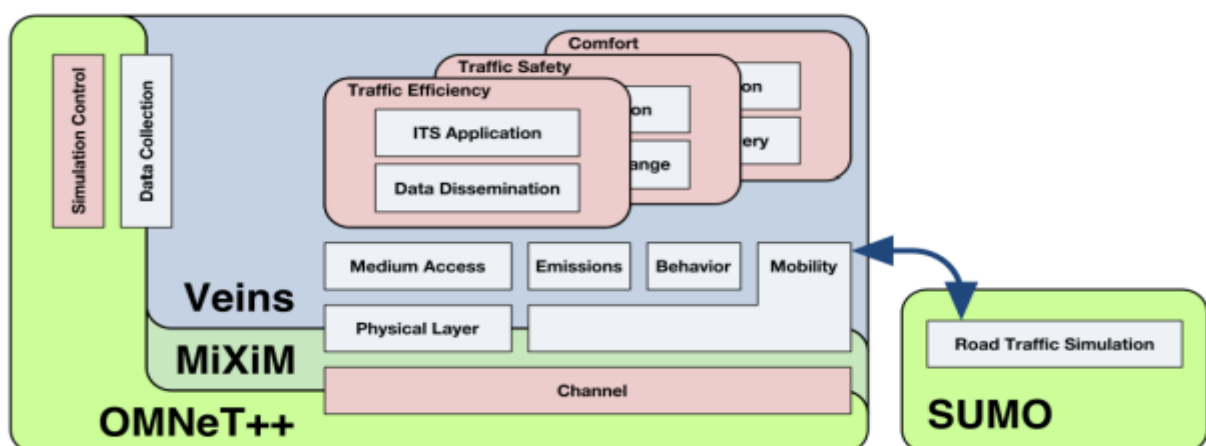 Simulation Control
Data Collection
Comfort
Traffic Safety
Traffic Efficiency
ITS Application
Data Dissemination
on
ange
on
ery
Medium Access
Emissions
Behavior
Mobility
Veins
Physical Layer
MiXiM
Channel
OMNeT++
Road Traffic Simulation
SUMO